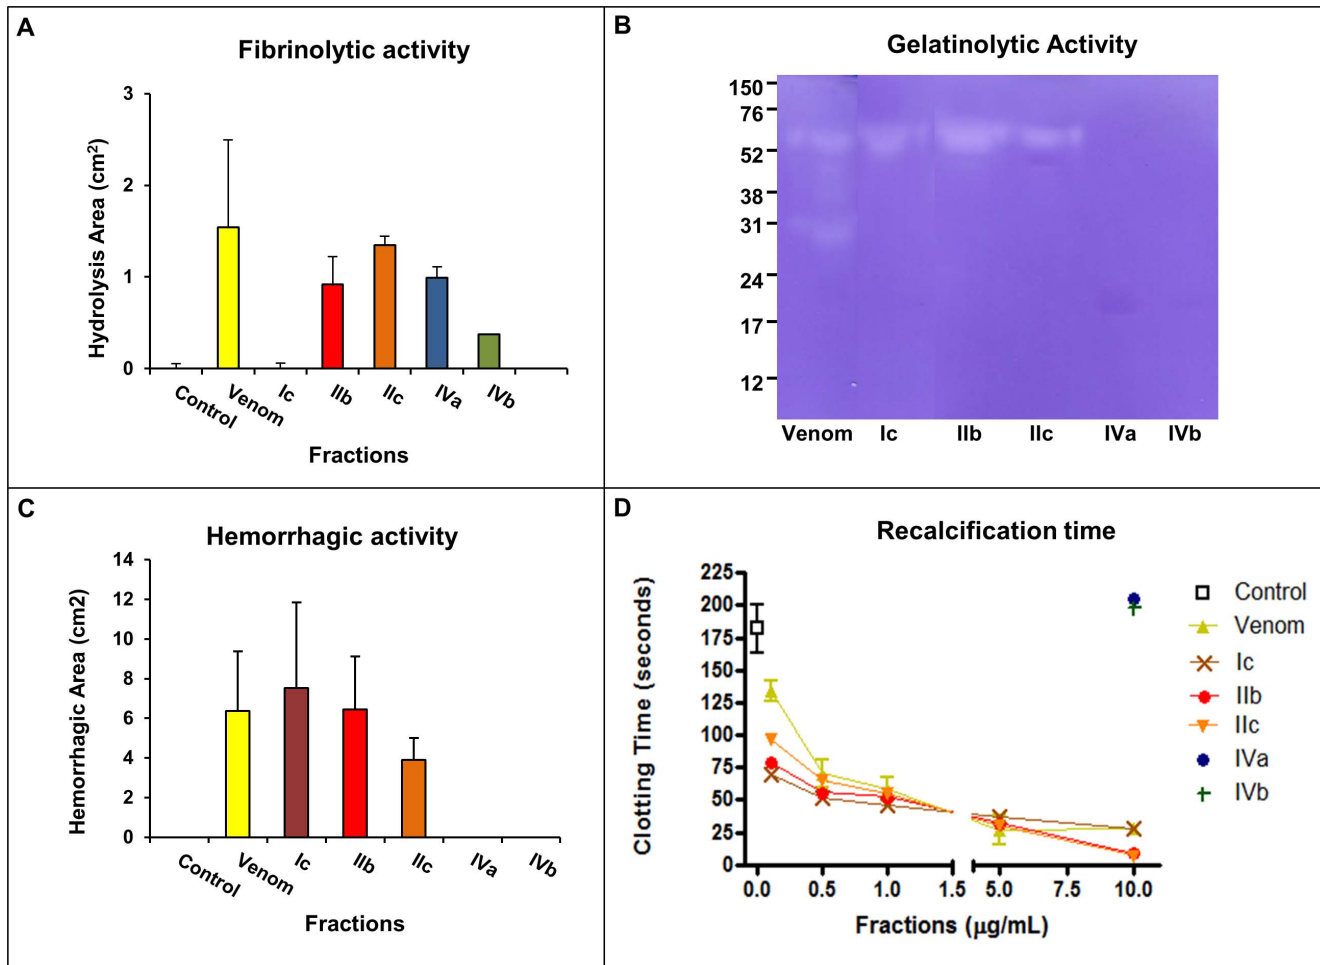 A
Fibrinolytic activity
Hydrolysis Area (cm²)
3
2
1
0
Control
Venom
Ic
IIb
IIc
IVa
IVb
Fractions
B
Gelatinolytic Activity
150
76
52
38
31
24
17
12
Venom Ic IIb IIc IVa IVb
C
Hemorrhagic activity
Hemorrhagic Area (cm2)
14
12
10
8
6
4
2
0
Control
Venom
Ic
IIb
IIc
IVa
IVb
Fractions
D
Recalcification time
Clotting Time (seconds)
225
200
175
150
125
100
75
50
25
0
0.0 0.5 1.0 1.5 5.0 7.5 10.0
Fractions (μg/mL)
Control
Venom
Ic
IIb
IIc
IVa
IVb